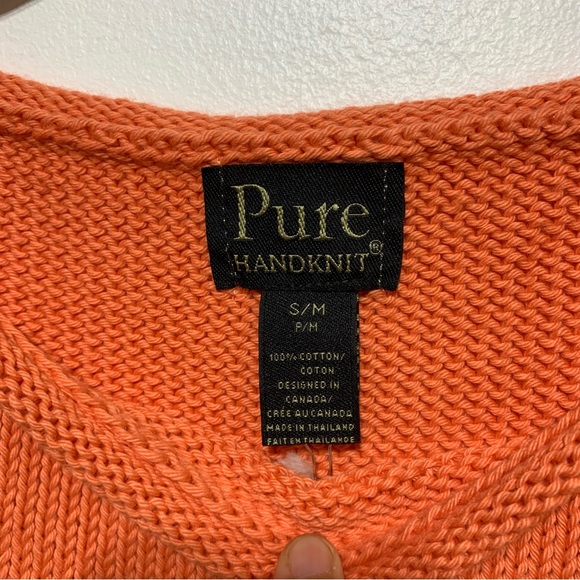 Pure
HANDKNIT®
S/M
P/M
100% COTTON/
COTON
DESIGNED IN
CANADA/
CRÉE AU CANADA
MADE IN THAILAND
FAIT EN THAILANDE